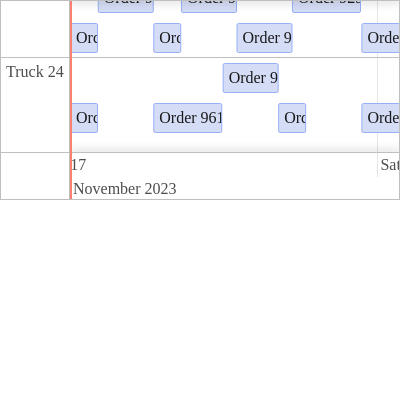 Order 9 Order 9 Order 92
Ord Ord Order 9 Orde
Truck 24 Order 9
Ord Order 961 Ord Orde
17 Sat
November 2023